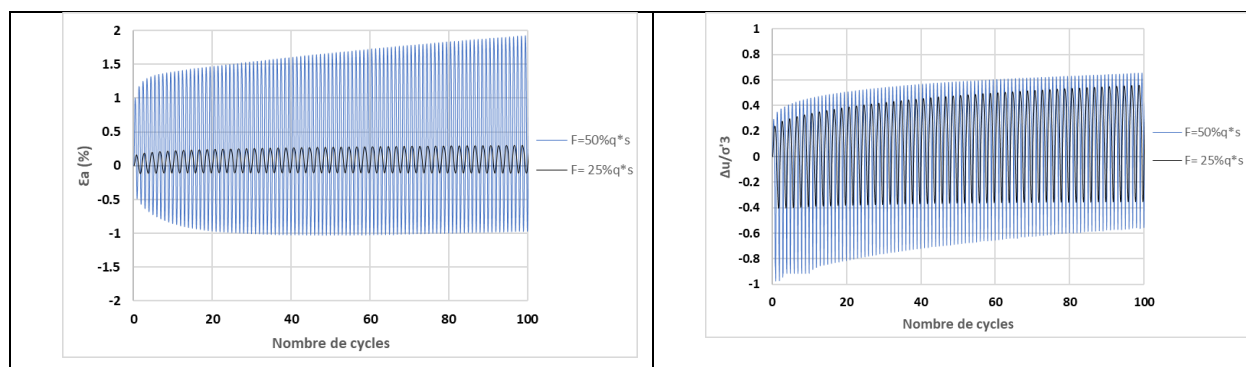 2
1.5
1
0.5
0
-0.5
-1
-1.5
-2
Ɛa (%)
0 20 40 60 80 100
Nombre de cycles
F=50%q*s
F= 25%q*s
1
0.8
0.6
0.4
0.2
0
-0.2
-0.4
-0.6
-0.8
-1
Δu/σ'3
0 20 40 60 80 100
Nombre de cycles
F=50%q*s
F= 25%q*s